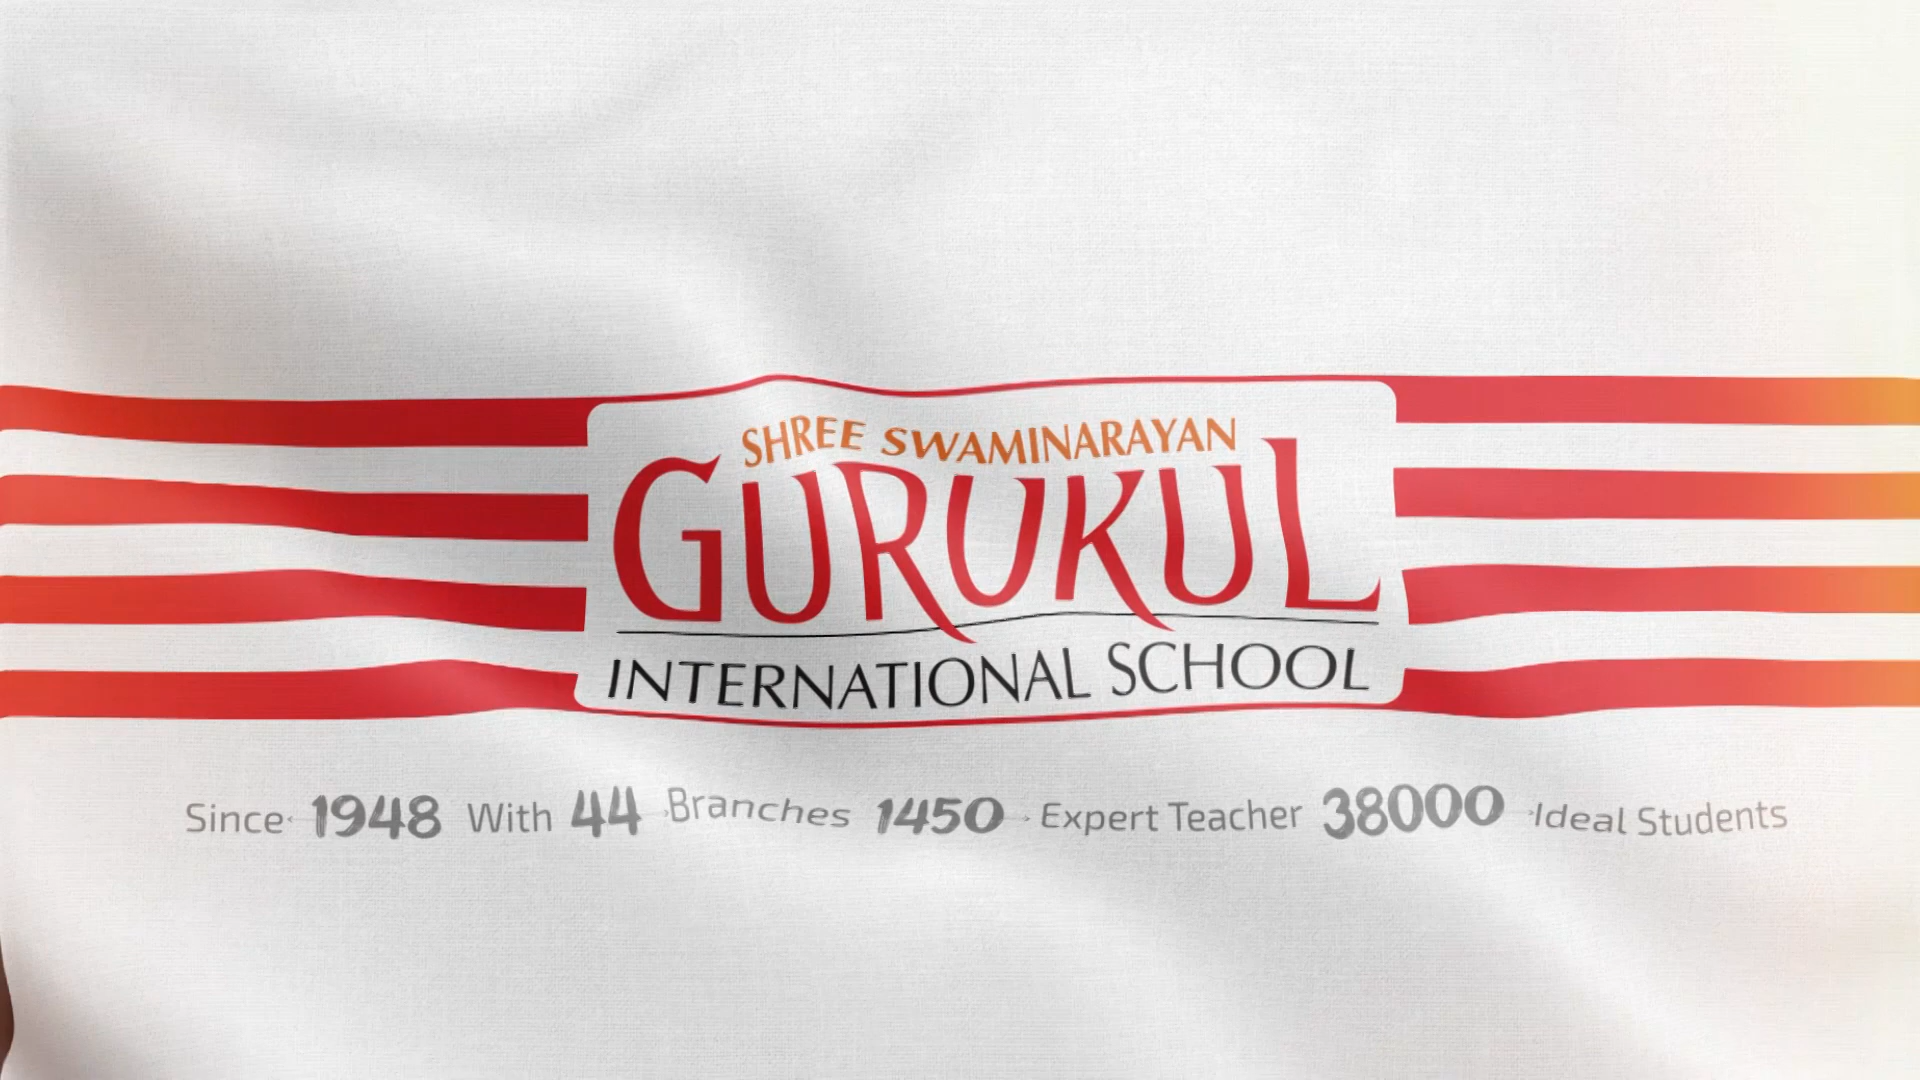 SHREE SWAMINARAYAN
GURUKUL
INTERNATIONAL SCHOOL
Since 1948 With 44 Branches 1450 Expert Teacher 38000 Ideal Students